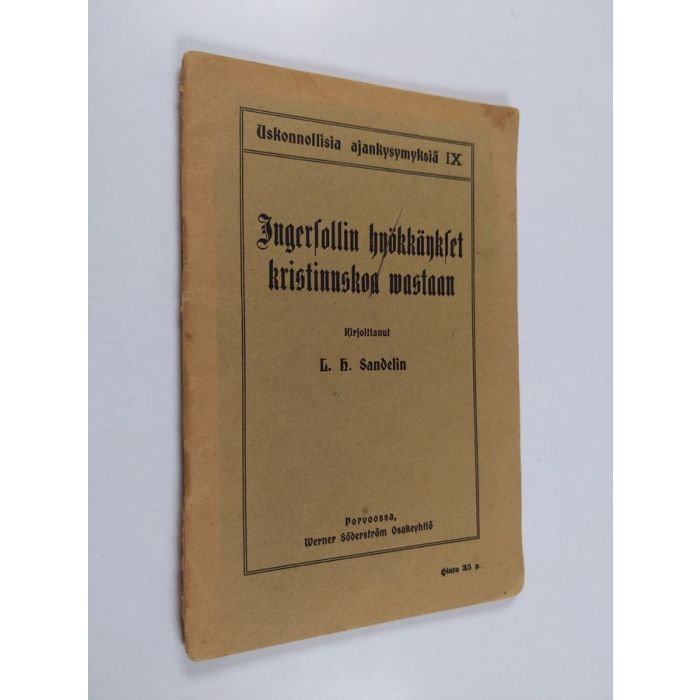 Uskonnollisia ajankysymyksiä IX
Ingersollin hyökkäykset
kristinuskoa wastaan
Kirjoittanut
L. H. Sandelin
Porvoossa,
Werner Söderström Osakeyhtiö
Hinta 35 p.